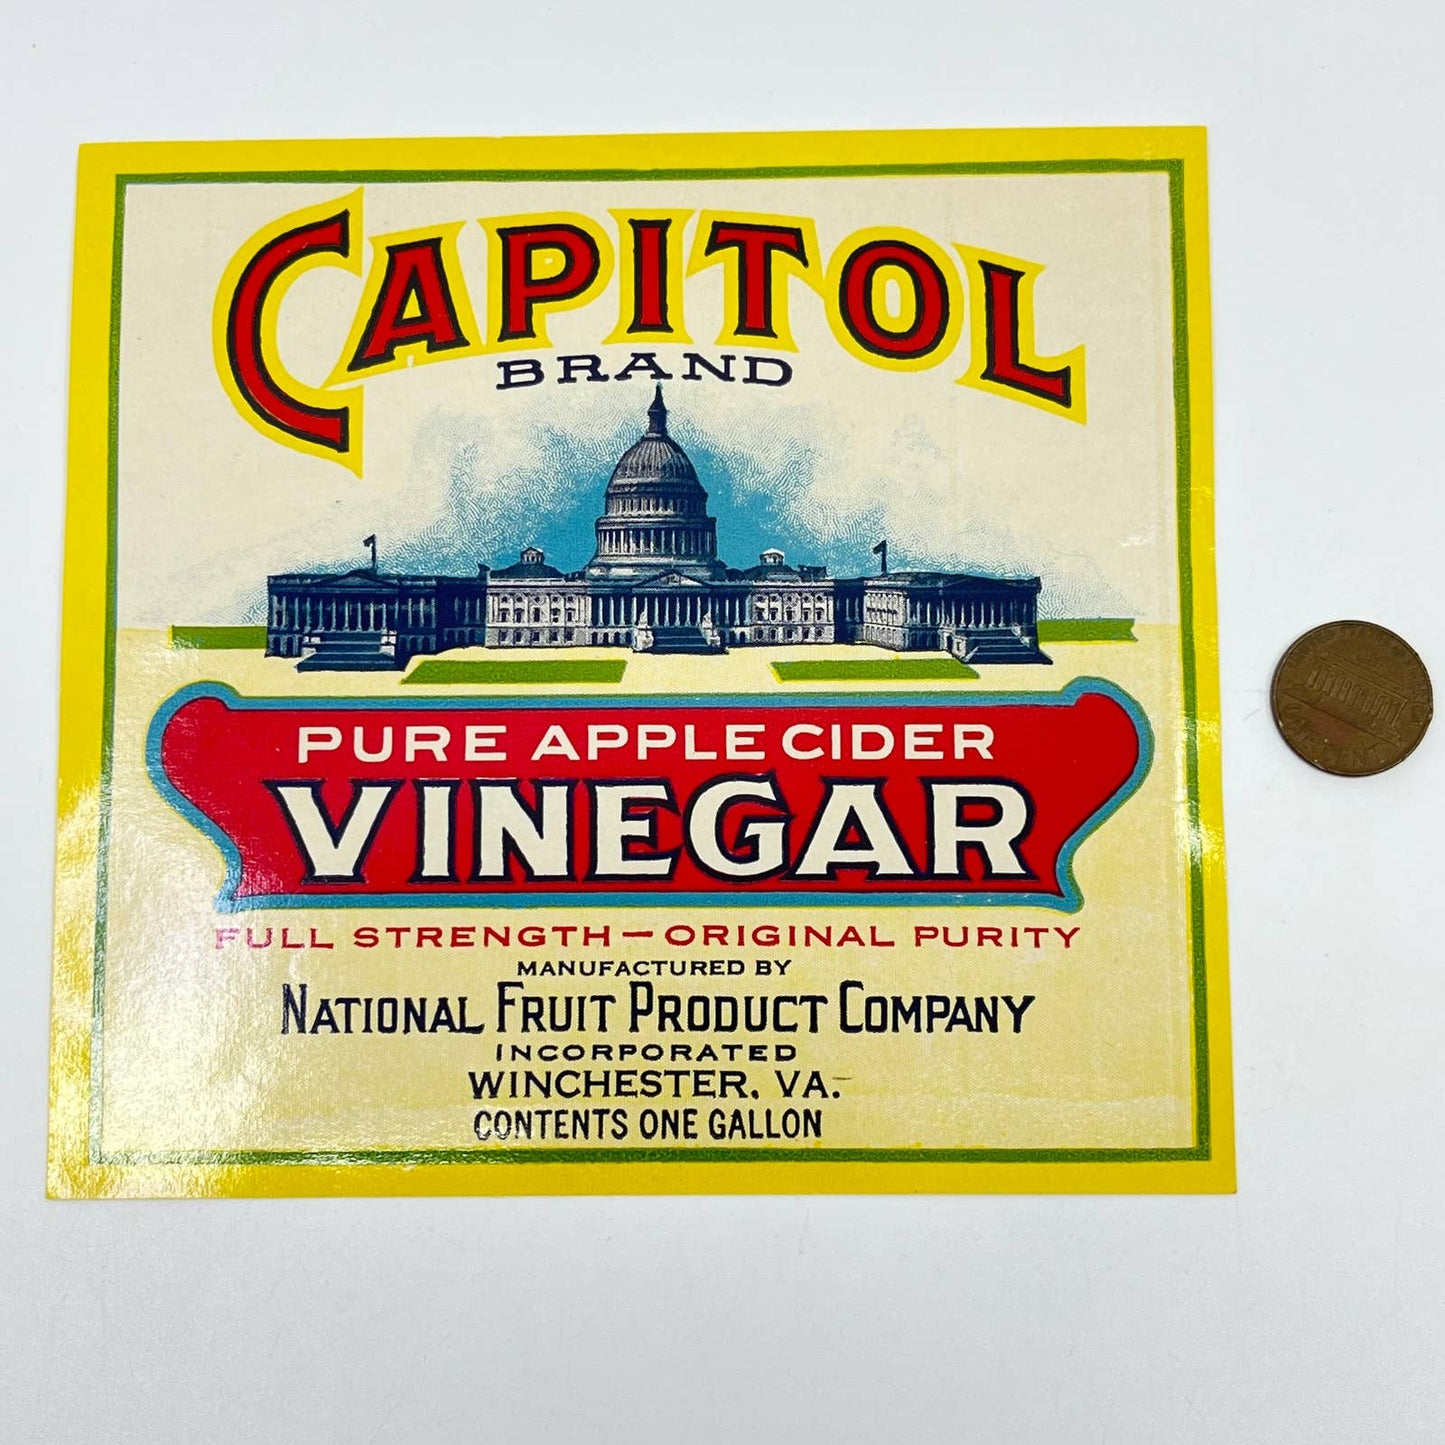 CAPITOL
BRAND
PURE APPLE CIDER
VINEGAR
FULL STRENGTH — ORIGINAL PURITY
MANUFACTURED BY
NATIONAL FRUIT PRODUCT COMPANY
INCORPORATED
WINCHESTER, VA.
CONTENTS ONE GALLON